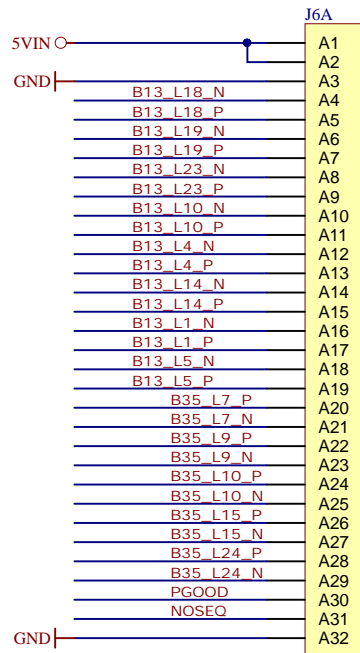 J6A
5VIN A1
A2
GND A3
B13_L18_N A4
B13_L18_P A5
B13_L19_N A6
B13_L19_P A7
B13_L23_N A8
B13_L23_P A9
B13_L10_N A10
B13_L10_P A11
B13_L4_N A12
B13_L4_P A13
B13_L14_N A14
B13_L14_P A15
B13_L1_N A16
B13_L1_P A17
B13_L5_N A18
B13_L5_P A19
B35_L7_P A20
B35_L7_N A21
B35_L9_P A22
B35_L9_N A23
B35_L10_P A24
B35_L10_N A25
B35_L15_P A26
B35_L15_N A27
B35_L24_P A28
B35_L24_N A29
PGOOD A30
NOSEQ A31
GND A32